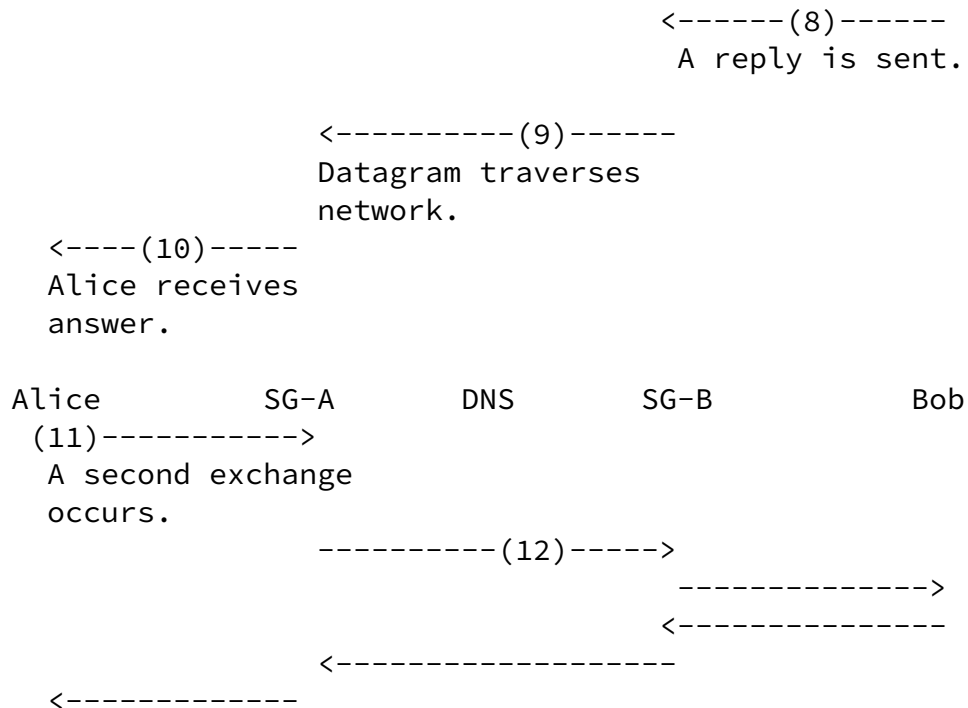 <------(8)------
A reply is sent.
<----------(9)------
Datagram traverses
network.
<----(10)-----
Alice receives
answer.
Alice SG-A DNS SG-B Bob
(11)----------->
A second exchange
occurs.
----------(12)----->
-------------->
<---------------
<-------------------
<-------------